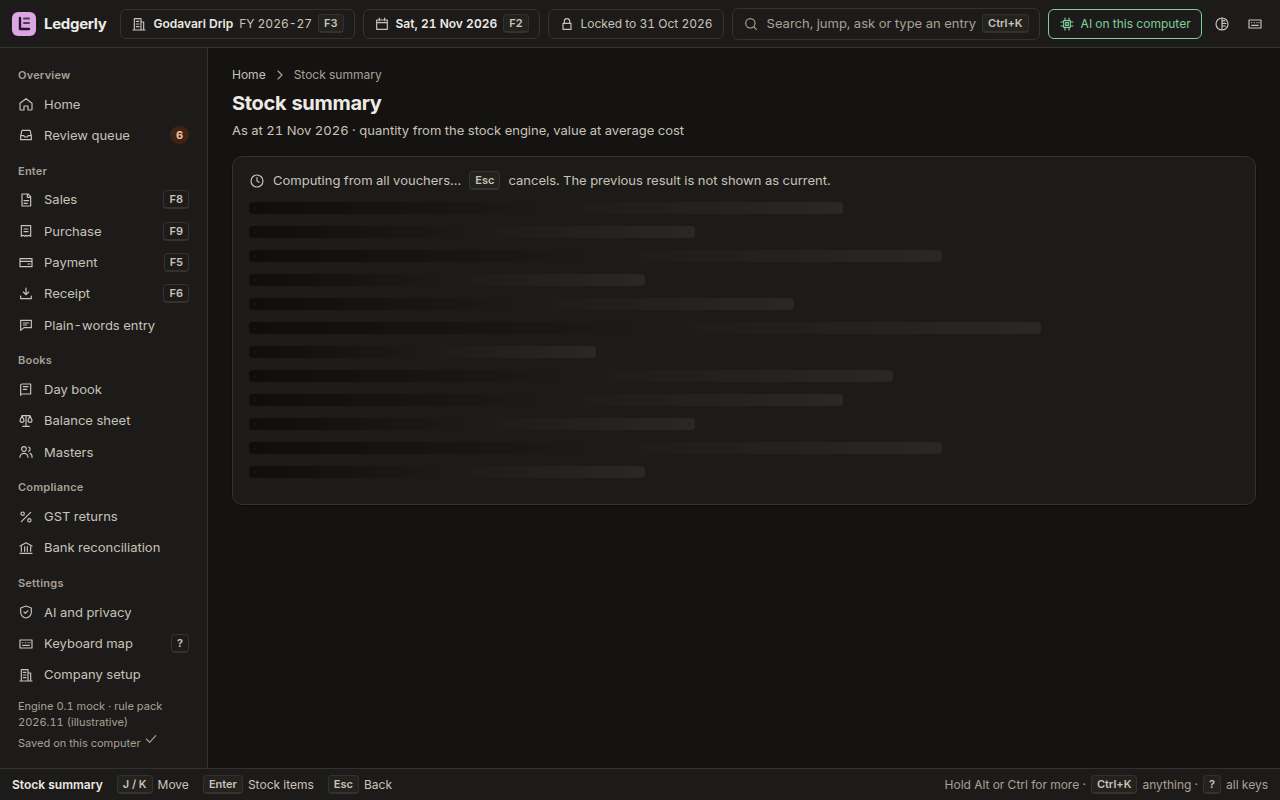 Ledgerly
Godavari Drip FY 2026-27 F3
Sat, 21 Nov 2026 F2
Locked to 31 Oct 2026
Search, jump, ask or type an entry Ctrl+K
AI on this computer
Overview
Home
Review queue 6
Enter
Sales F8
Purchase F9
Payment F5
Receipt F6
Plain-words entry
Books
Day book
Balance sheet
Masters
Compliance
GST returns
Bank reconciliation
Settings
AI and privacy
Keyboard map ?
Company setup
Engine 0.1 mock · rule pack
2026.11 (illustrative)
Saved on this computer
Home Stock summary
Stock summary
As at 21 Nov 2026 · quantity from the stock engine, value at average cost
Computing from all vouchers... Esc cancels. The previous result is not shown as current.
Stock summary J / K Move Enter Stock items Esc Back
Hold Alt or Ctrl for more · Ctrl+K anything · ? all keys